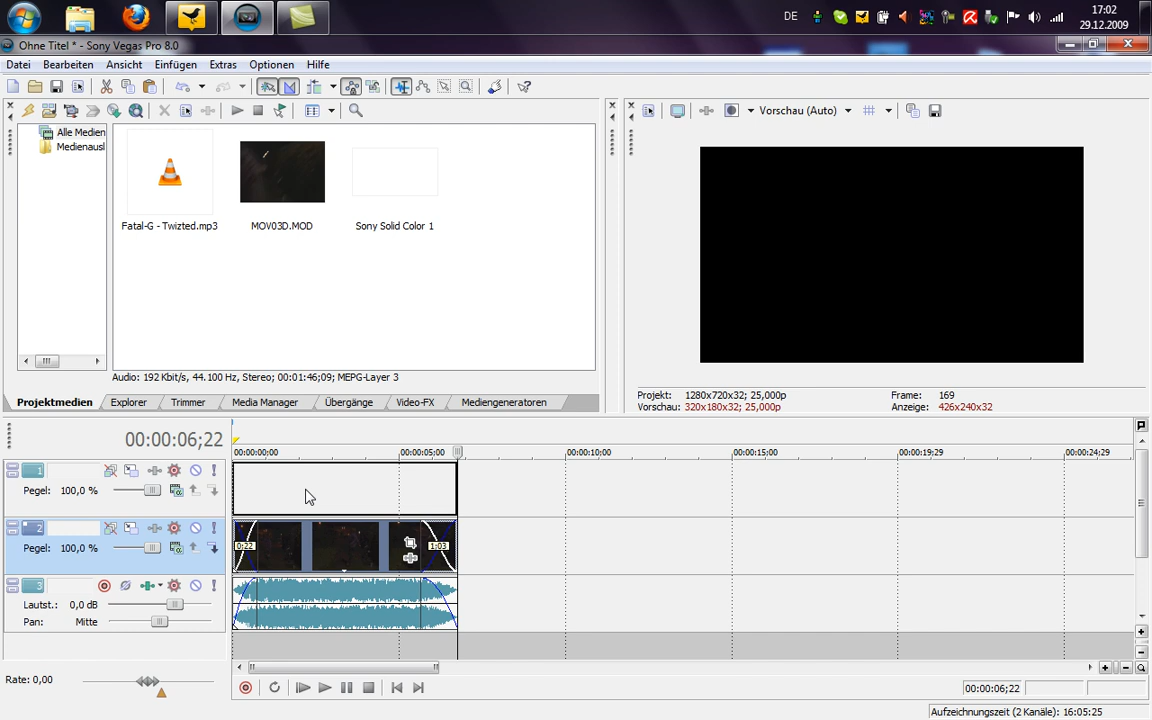 DE
17:02
29.12.2009
Ohne Titel * - Sony Vegas Pro 8.0
Datei Bearbeiten Ansicht Einfügen Extras Optionen Hilfe
Alle Medien
Medienausl
Fatal-G - Twizted.mp3
MOV03D.MOD
Sony Solid Color 1
Audio: 192 Kbit/s, 44.100 Hz, Stereo; 00:01:46;09; MEPG-Layer 3
Projektmedien Explorer Trimmer Media Manager Übergänge Video-FX Mediengeneratoren
Vorschau (Auto)
Projekt: 1280x720x32; 25,000p
Vorschau: 320x180x32; 25,000p
Frame: 169
Anzeige: 426x240x32
00:00:06;22
00:00:00;00 00:00:05;00 00:00:10;00 00:00:15;00 00:00:19;29 00:00:24;29
1
Pegel: 100,0 %
2
Pegel: 100,0 %
0:22
1:03
3
Lautst.: 0,0 dB
Pan: Mitte
Rate: 0,00
00:00:06;22
Aufzeichnungszeit (2 Kanäle): 16:05:25